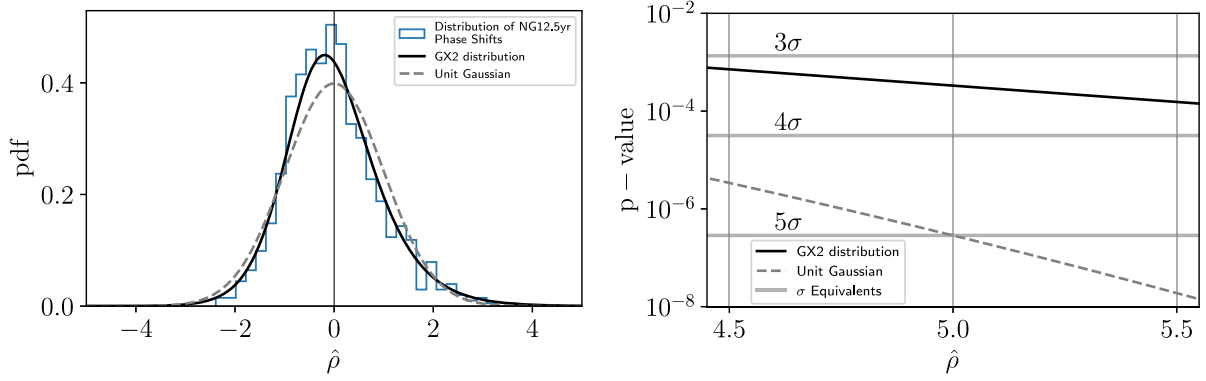 pdf
0.4
0.2
0.0
−4
−2
0
2
4
ρ̂
Distribution of NG12.5yr
Phase Shifts
GX2 distribution
Unit Gaussian
p − value
10⁻²
10⁻⁴
10⁻⁶
10⁻⁸
3σ
4σ
5σ
GX2 distribution
Unit Gaussian
σ Equivalents
4.5
5.0
5.5
ρ̂